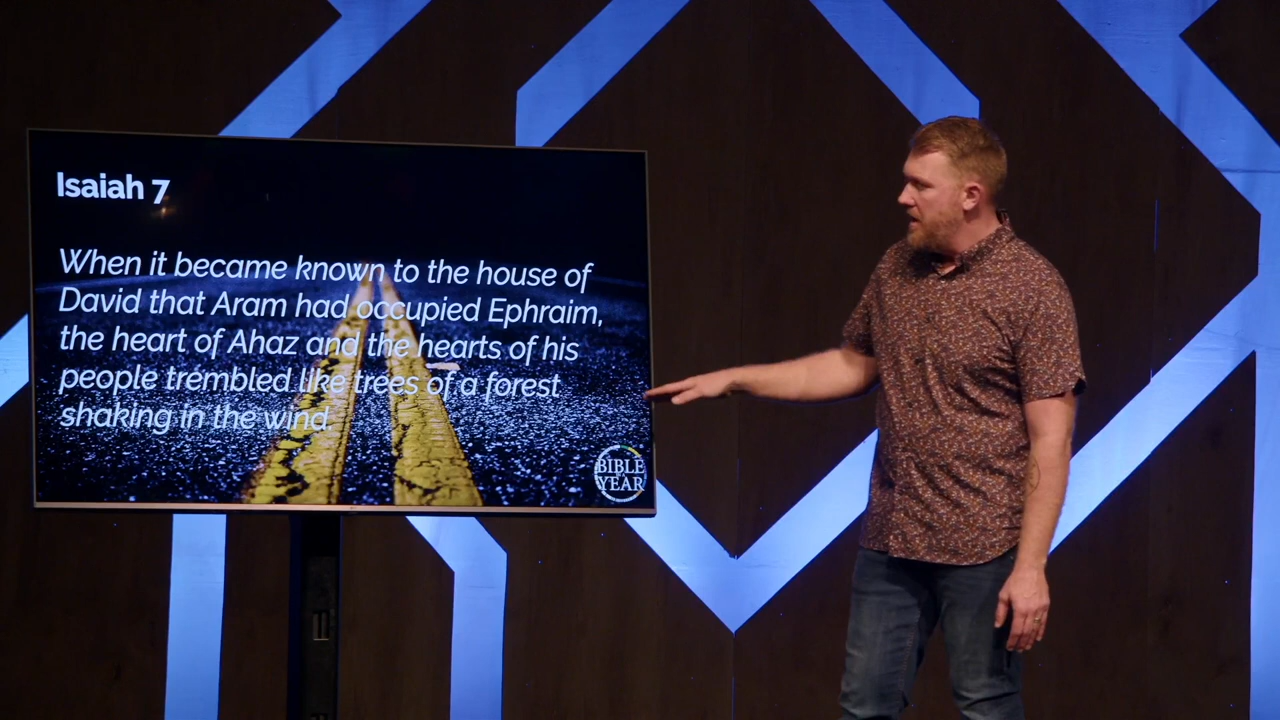 Isaiah 7
When it became known to the house of
David that Aram had occupied Ephraim,
the heart of Ahaz and the hearts of his
people trembled like trees of a forest
shaking in the wind.
BIBLE
YEAR